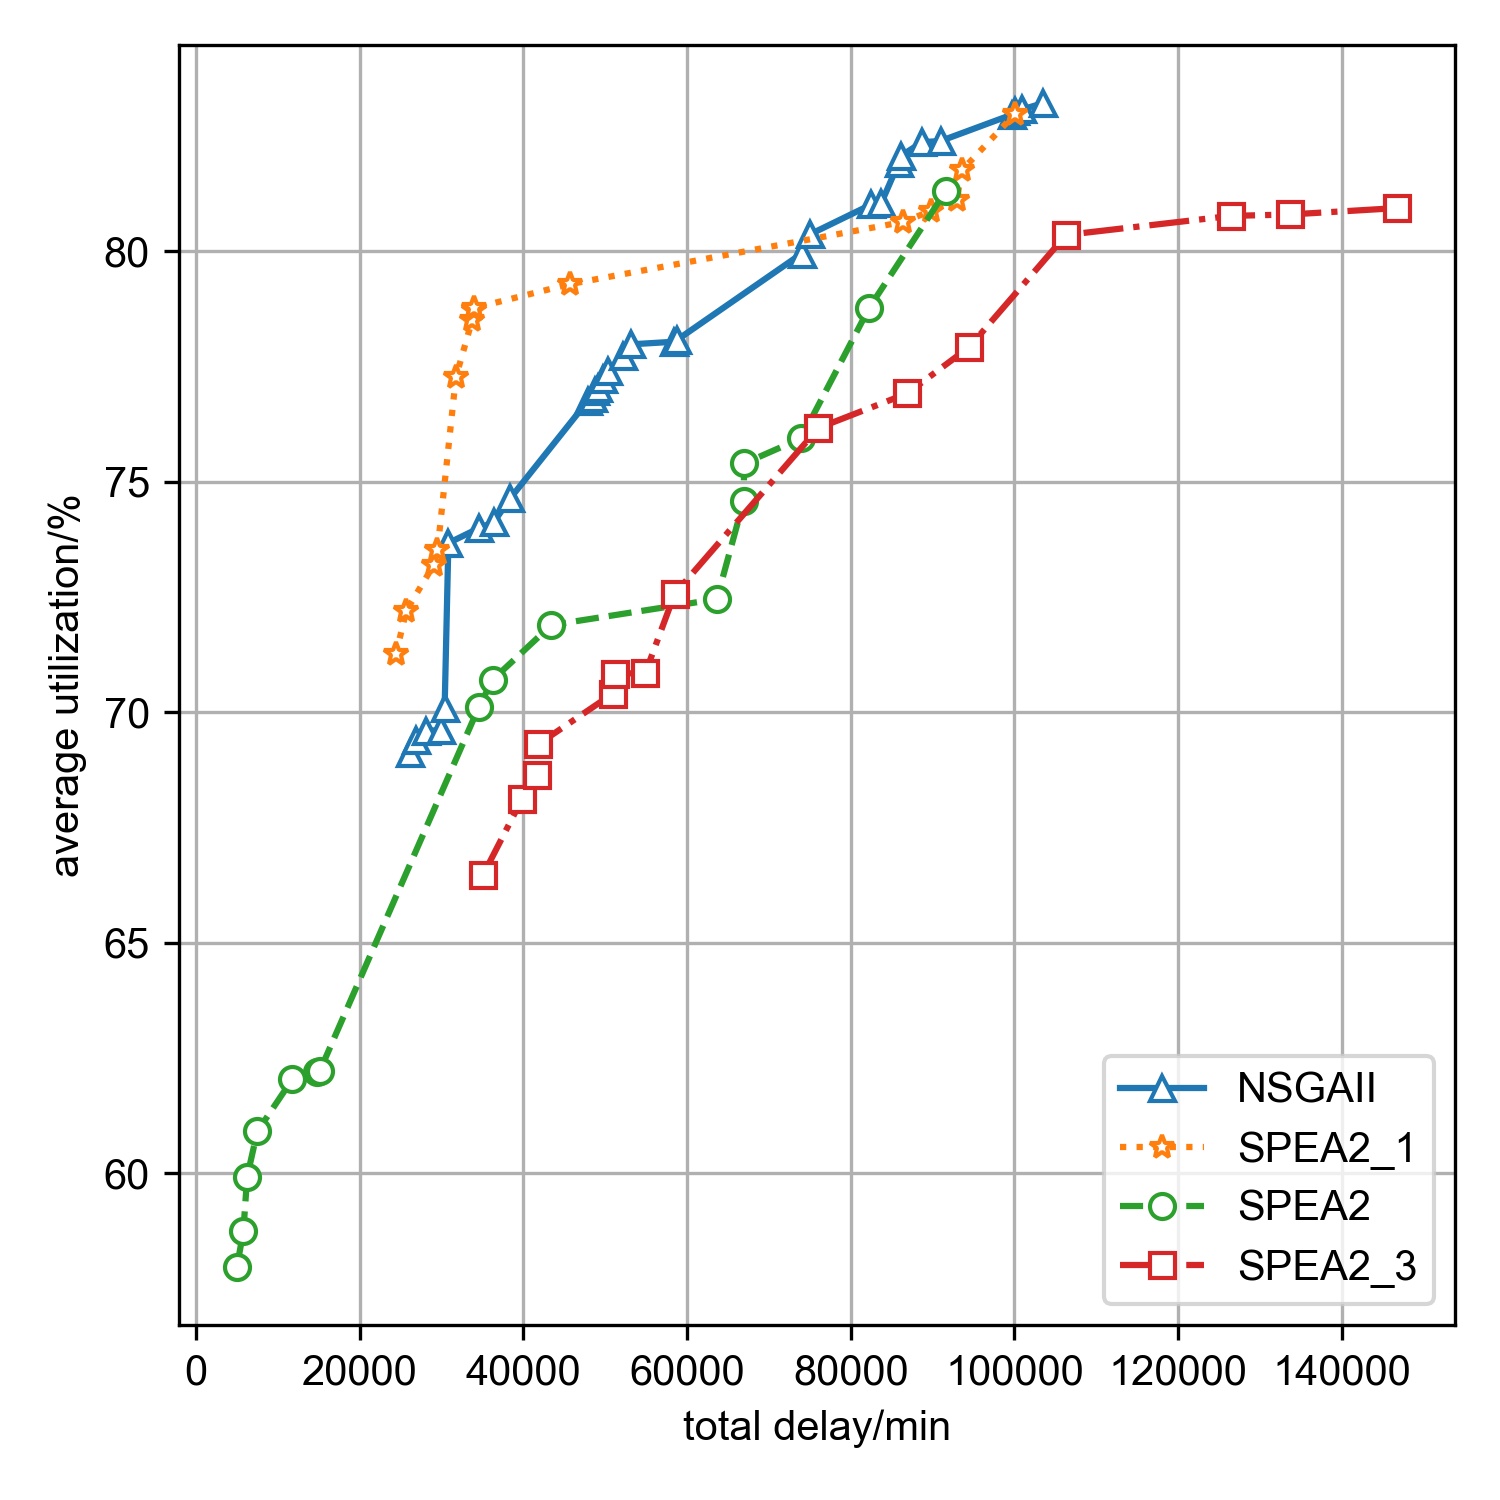 average utilization/%
80
75
70
65
60
NSGAII
SPEA2_1
SPEA2
SPEA2_3
0 20000 40000 60000 80000 100000 120000 140000
total delay/min